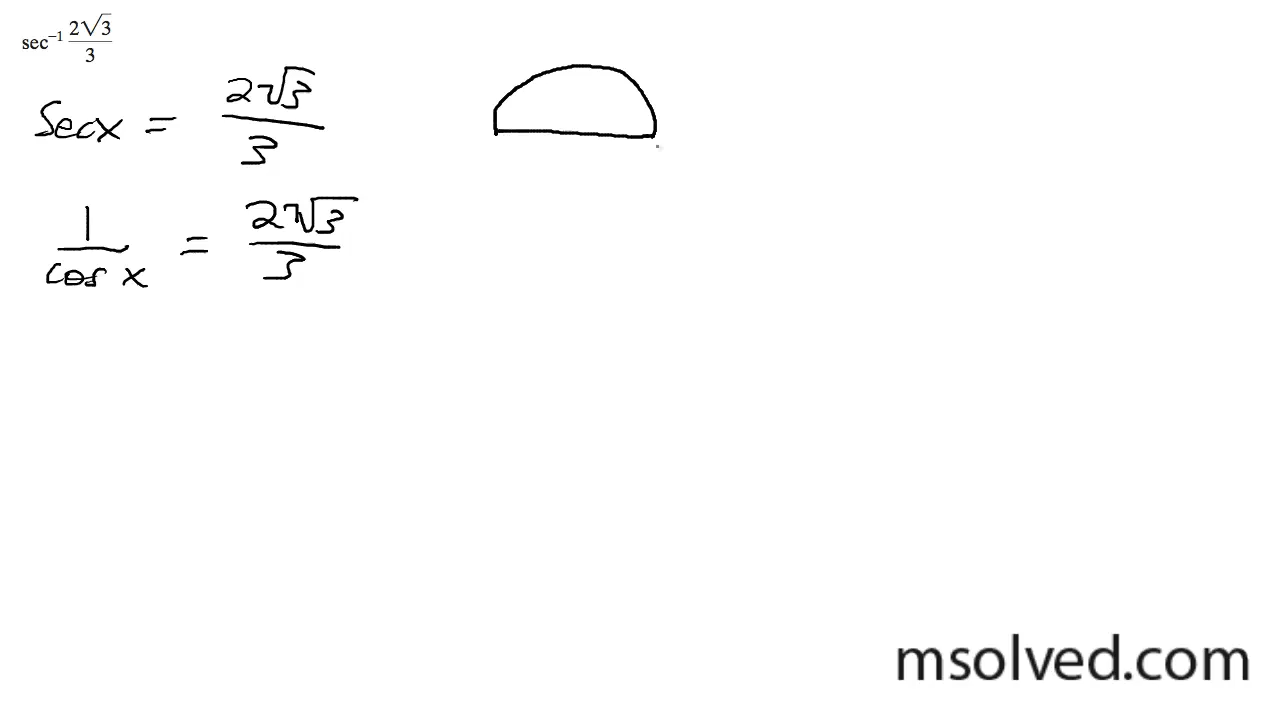 sec⁻¹ 2√3/3
Secx = 2√3/3
1/cos x = 2√3/3
msolved.com